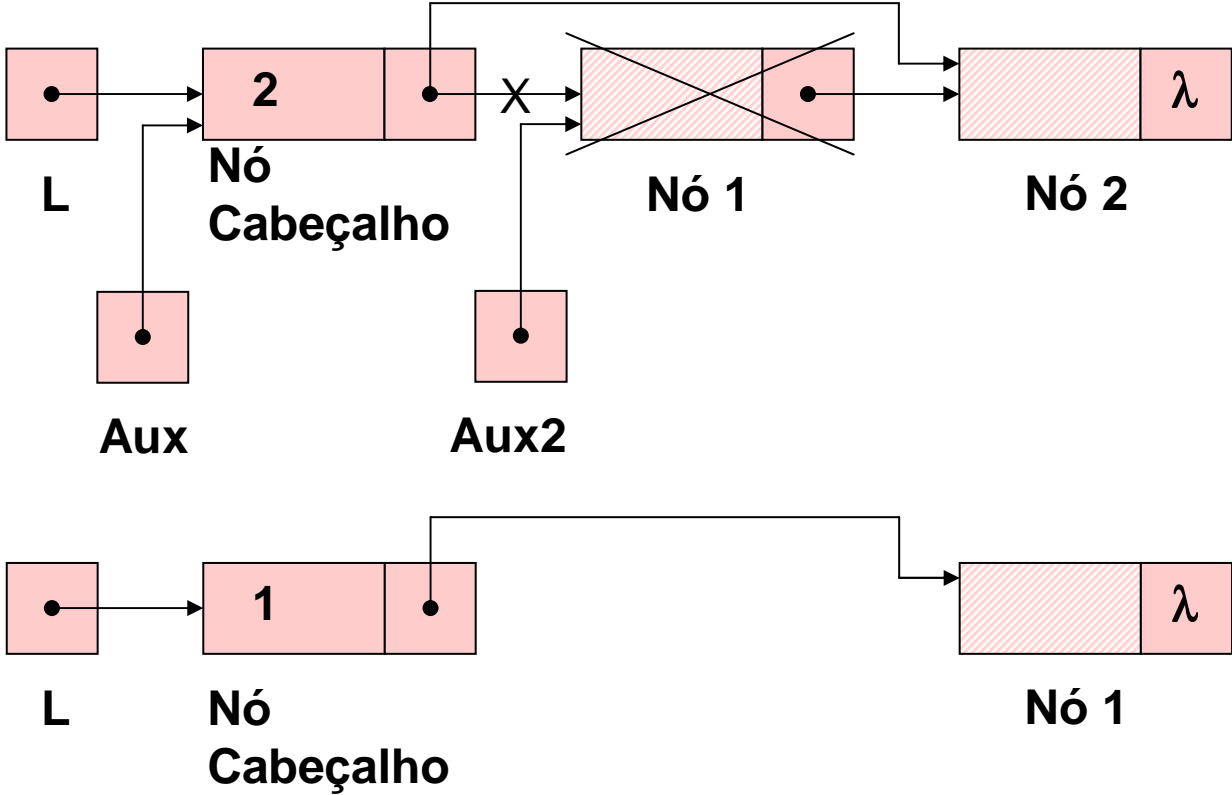 2
X
λ
L
Nó
Cabeçalho
Nó 1
Nó 2
Aux
Aux2
1
λ
L
Nó
Cabeçalho
Nó 1